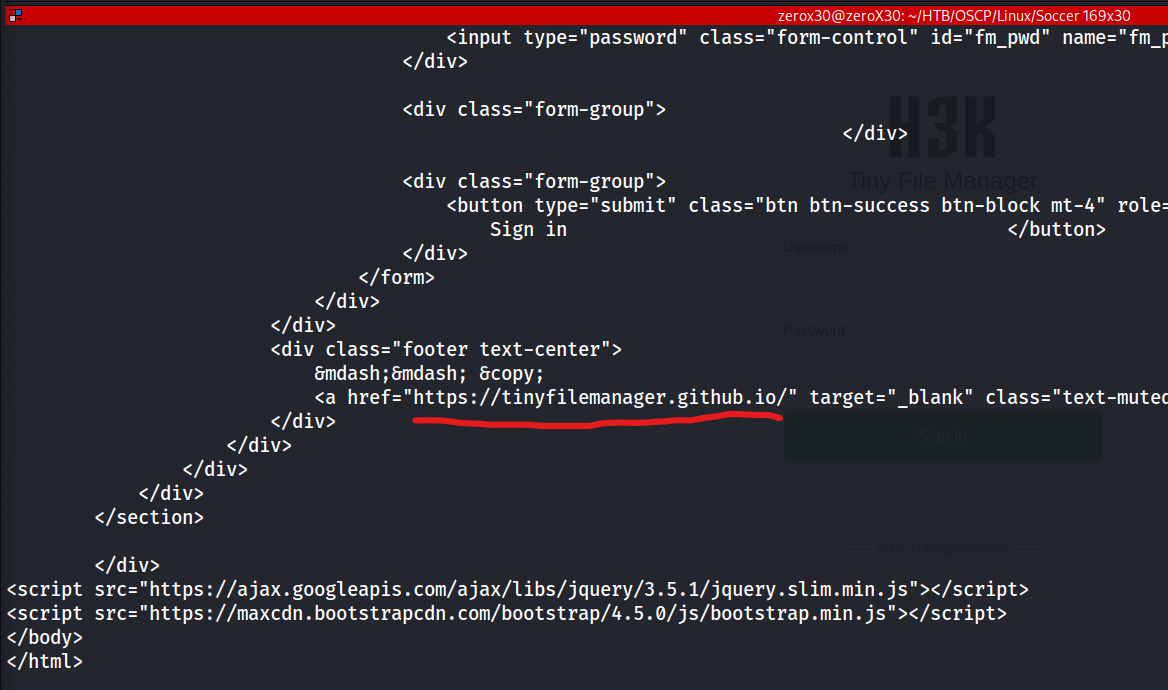 zerox30@zeroX30: ~/HTB/OSCP/Linux/Soccer 169x30
<input type="password" class="form-control" id="fm_pwd" name="fm_p
</div>
<div class="form-group">
</div>
<div class="form-group">
<button type="submit" class="btn btn-success btn-block mt-4" role=
Sign in </button>
</div>
</form>
</div>
</div>
<div class="footer text-center">
&mdash;&mdash; &copy;
<a href="https://tinyfilemanager.github.io/" target="_blank" class="text-muted
</div>
</div>
</div>
</div>
</section>
</div>
<script src="https://ajax.googleapis.com/ajax/libs/jquery/3.5.1/jquery.slim.min.js"></script>
<script src="https://maxcdn.bootstrapcdn.com/bootstrap/4.5.0/js/bootstrap.min.js"></script>
</body>
</html>
H3K
Tiny File Manager
Username
Password
Sign in
—— © CCP Programmers ——